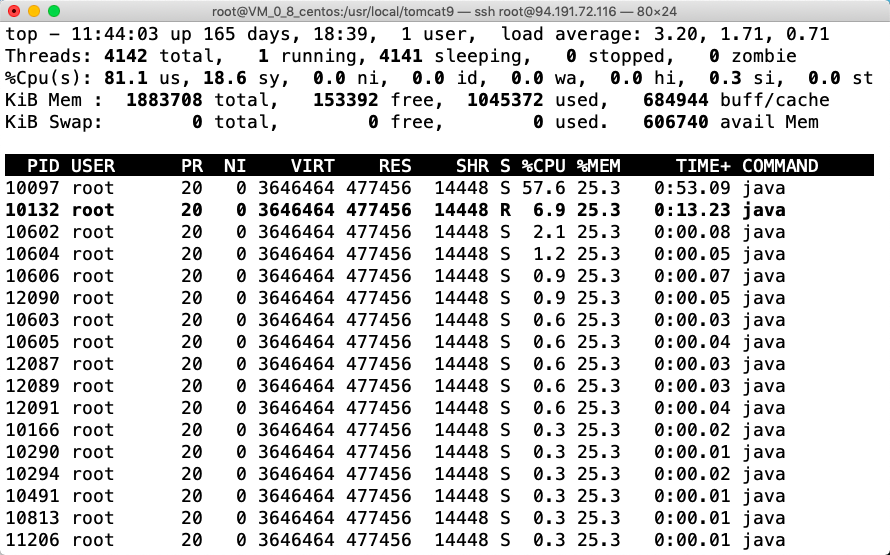 root@VM_0_8_centos:/usr/local/tomcat9 — ssh root@94.191.72.116 — 80×24
top - 11:44:03 up 165 days, 18:39,  1 user,  load average: 3.20, 1.71, 0.71
Threads: 4142 total,   1 running, 4141 sleeping,   0 stopped,   0 zombie
%Cpu(s): 81.1 us, 18.6 sy,  0.0 ni,  0.0 id,  0.0 wa,  0.0 hi,  0.3 si,  0.0 st
KiB Mem :  1883708 total,   153392 free,  1045372 used,   684944 buff/cache
KiB Swap:        0 total,        0 free,        0 used.   606740 avail Mem
  PID USER      PR  NI    VIRT    RES    SHR S %CPU %MEM     TIME+ COMMAND
10097 root      20   0 3646464 477456  14448 S 57.6 25.3   0:53.09 java
10132 root      20   0 3646464 477456  14448 R  6.9 25.3   0:13.23 java
10602 root      20   0 3646464 477456  14448 S  2.1 25.3   0:00.08 java
10604 root      20   0 3646464 477456  14448 S  1.2 25.3   0:00.05 java
10606 root      20   0 3646464 477456  14448 S  0.9 25.3   0:00.07 java
12090 root      20   0 3646464 477456  14448 S  0.9 25.3   0:00.05 java
10603 root      20   0 3646464 477456  14448 S  0.6 25.3   0:00.03 java
10605 root      20   0 3646464 477456  14448 S  0.6 25.3   0:00.04 java
12087 root      20   0 3646464 477456  14448 S  0.6 25.3   0:00.03 java
12089 root      20   0 3646464 477456  14448 S  0.6 25.3   0:00.03 java
12091 root      20   0 3646464 477456  14448 S  0.6 25.3   0:00.04 java
10166 root      20   0 3646464 477456  14448 S  0.3 25.3   0:00.02 java
10290 root      20   0 3646464 477456  14448 S  0.3 25.3   0:00.01 java
10294 root      20   0 3646464 477456  14448 S  0.3 25.3   0:00.02 java
10491 root      20   0 3646464 477456  14448 S  0.3 25.3   0:00.01 java
10813 root      20   0 3646464 477456  14448 S  0.3 25.3   0:00.01 java
11206 root      20   0 3646464 477456  14448 S  0.3 25.3   0:00.01 java